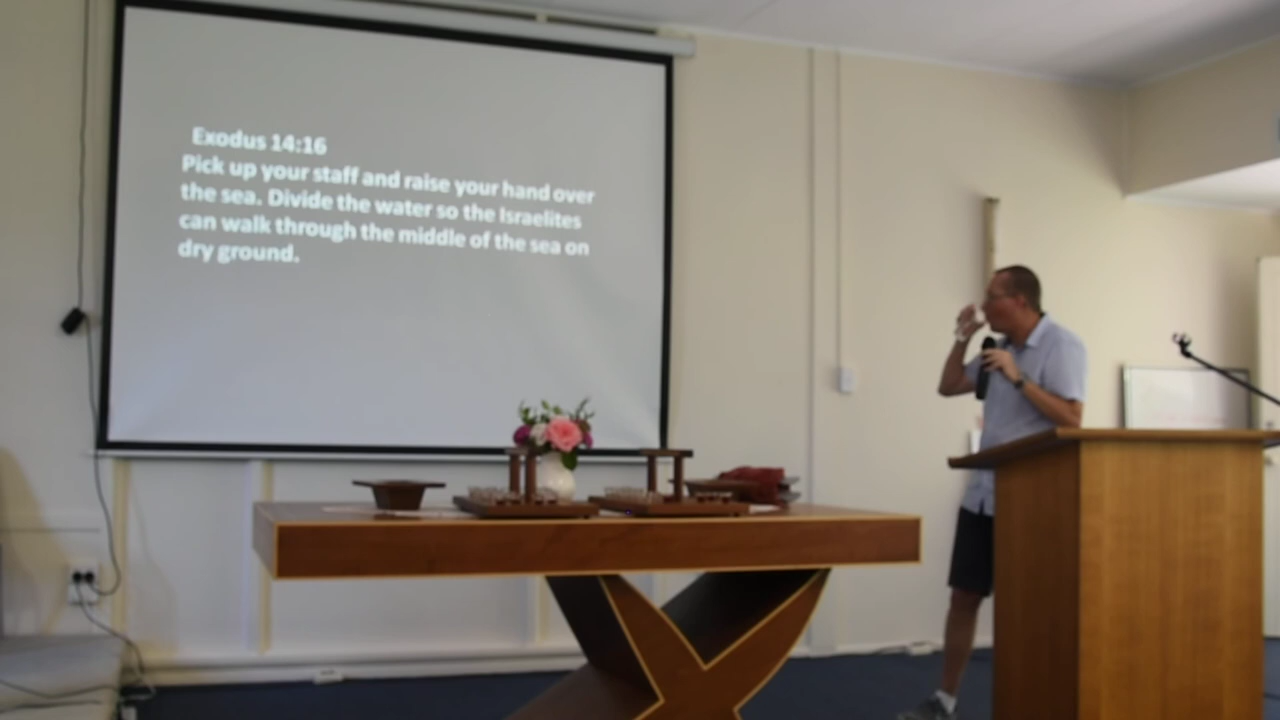 Exodus 14:16
Pick up your staff and raise your hand over
the sea. Divide the water so the Israelites
can walk through the middle of the sea on
dry ground.